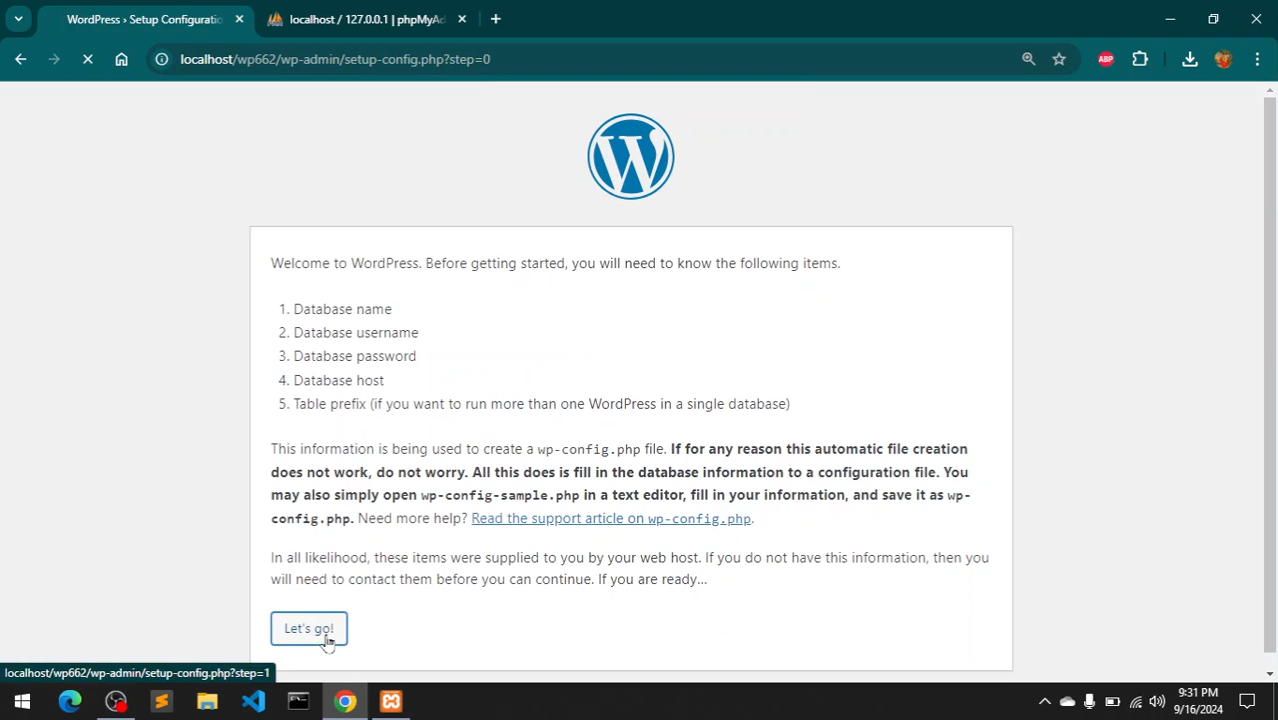 WordPress › Setup Configuratio
localhost / 127.0.0.1 | phpMyAd
localhost/wp662/wp-admin/setup-config.php?step=0
ABP
Welcome to WordPress. Before getting started, you will need to know the following items.
1. Database name
2. Database username
3. Database password
4. Database host
5. Table prefix (if you want to run more than one WordPress in a single database)
This information is being used to create a wp-config.php file. If for any reason this automatic file creation
does not work, do not worry. All this does is fill in the database information to a configuration file. You
may also simply open wp-config-sample.php in a text editor, fill in your information, and save it as wp-
config.php. Need more help? Read the support article on wp-config.php.
In all likelihood, these items were supplied to you by your web host. If you do not have this information, then you
will need to contact them before you can continue. If you are ready...
Let's go!
localhost/wp662/wp-admin/setup-config.php?step=1
9:31 PM
9/16/2024